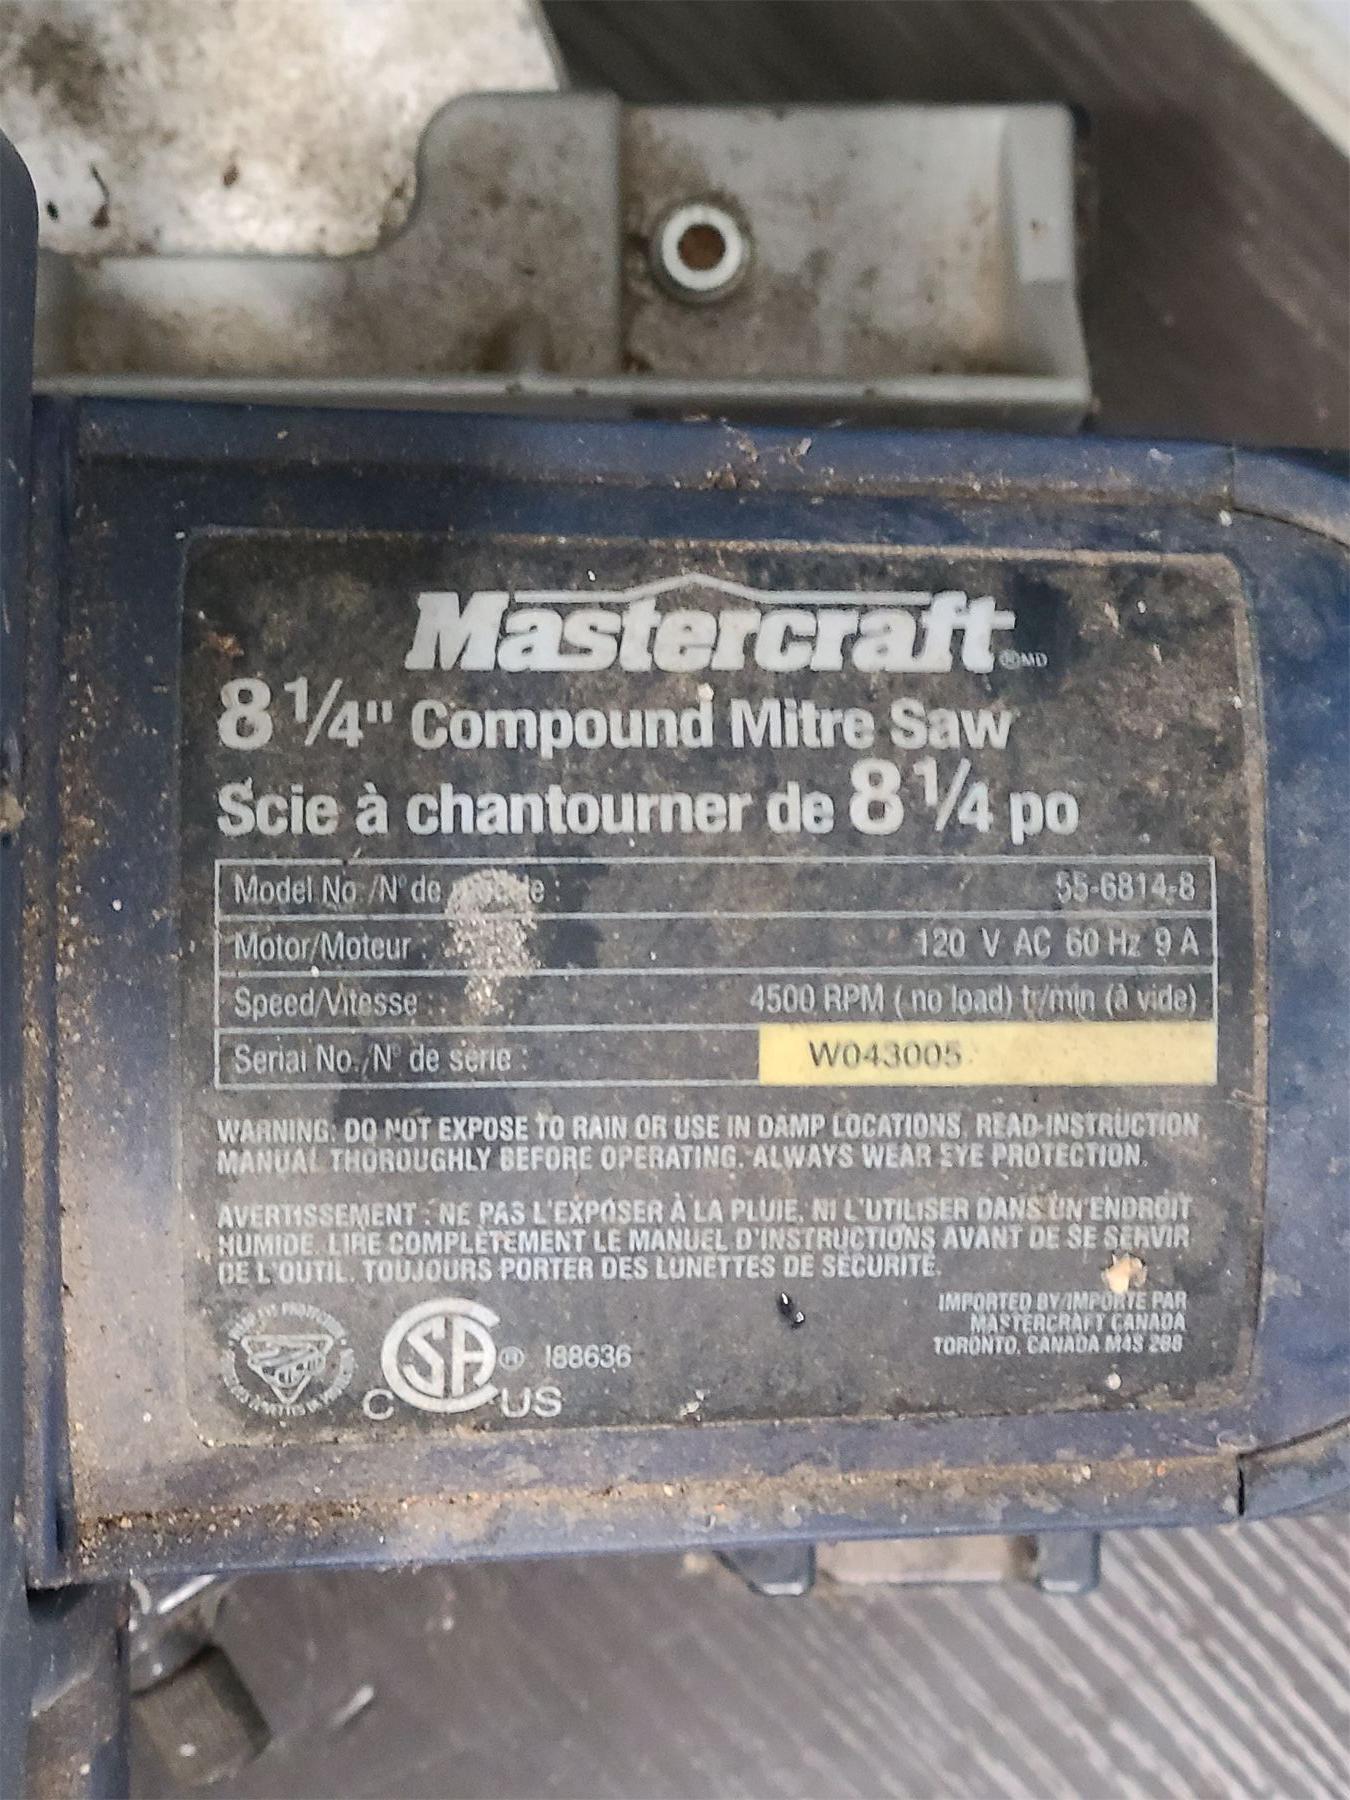 Mastercraft ®MD
8 1/4" Compound Mitre Saw
Scie à chantourner de 8 1/4 po
Model No./N° de modèle : 55-6814-8
Motor/Moteur : 120 V AC 60 Hz 9 A
Speed/Vitesse : 4500 RPM (no load) tr/min (à vide)
Serial No./N° de série : W043005
WARNING: DO NOT EXPOSE TO RAIN OR USE IN DAMP LOCATIONS. READ INSTRUCTION
MANUAL THOROUGHLY BEFORE OPERATING. ALWAYS WEAR EYE PROTECTION.
AVERTISSEMENT : NE PAS L'EXPOSER À LA PLUIE, NI L'UTILISER DANS UN ENDROIT
HUMIDE. LIRE COMPLÈTEMENT LE MANUEL D'INSTRUCTIONS AVANT DE SE SERVIR
DE L'OUTIL. TOUJOURS PORTER DES LUNETTES DE SÉCURITÉ.
IMPORTED BY/IMPORTÉ PAR
MASTERCRAFT CANADA
TORONTO, CANADA M4S 2B8
C SA ® 188636
C US